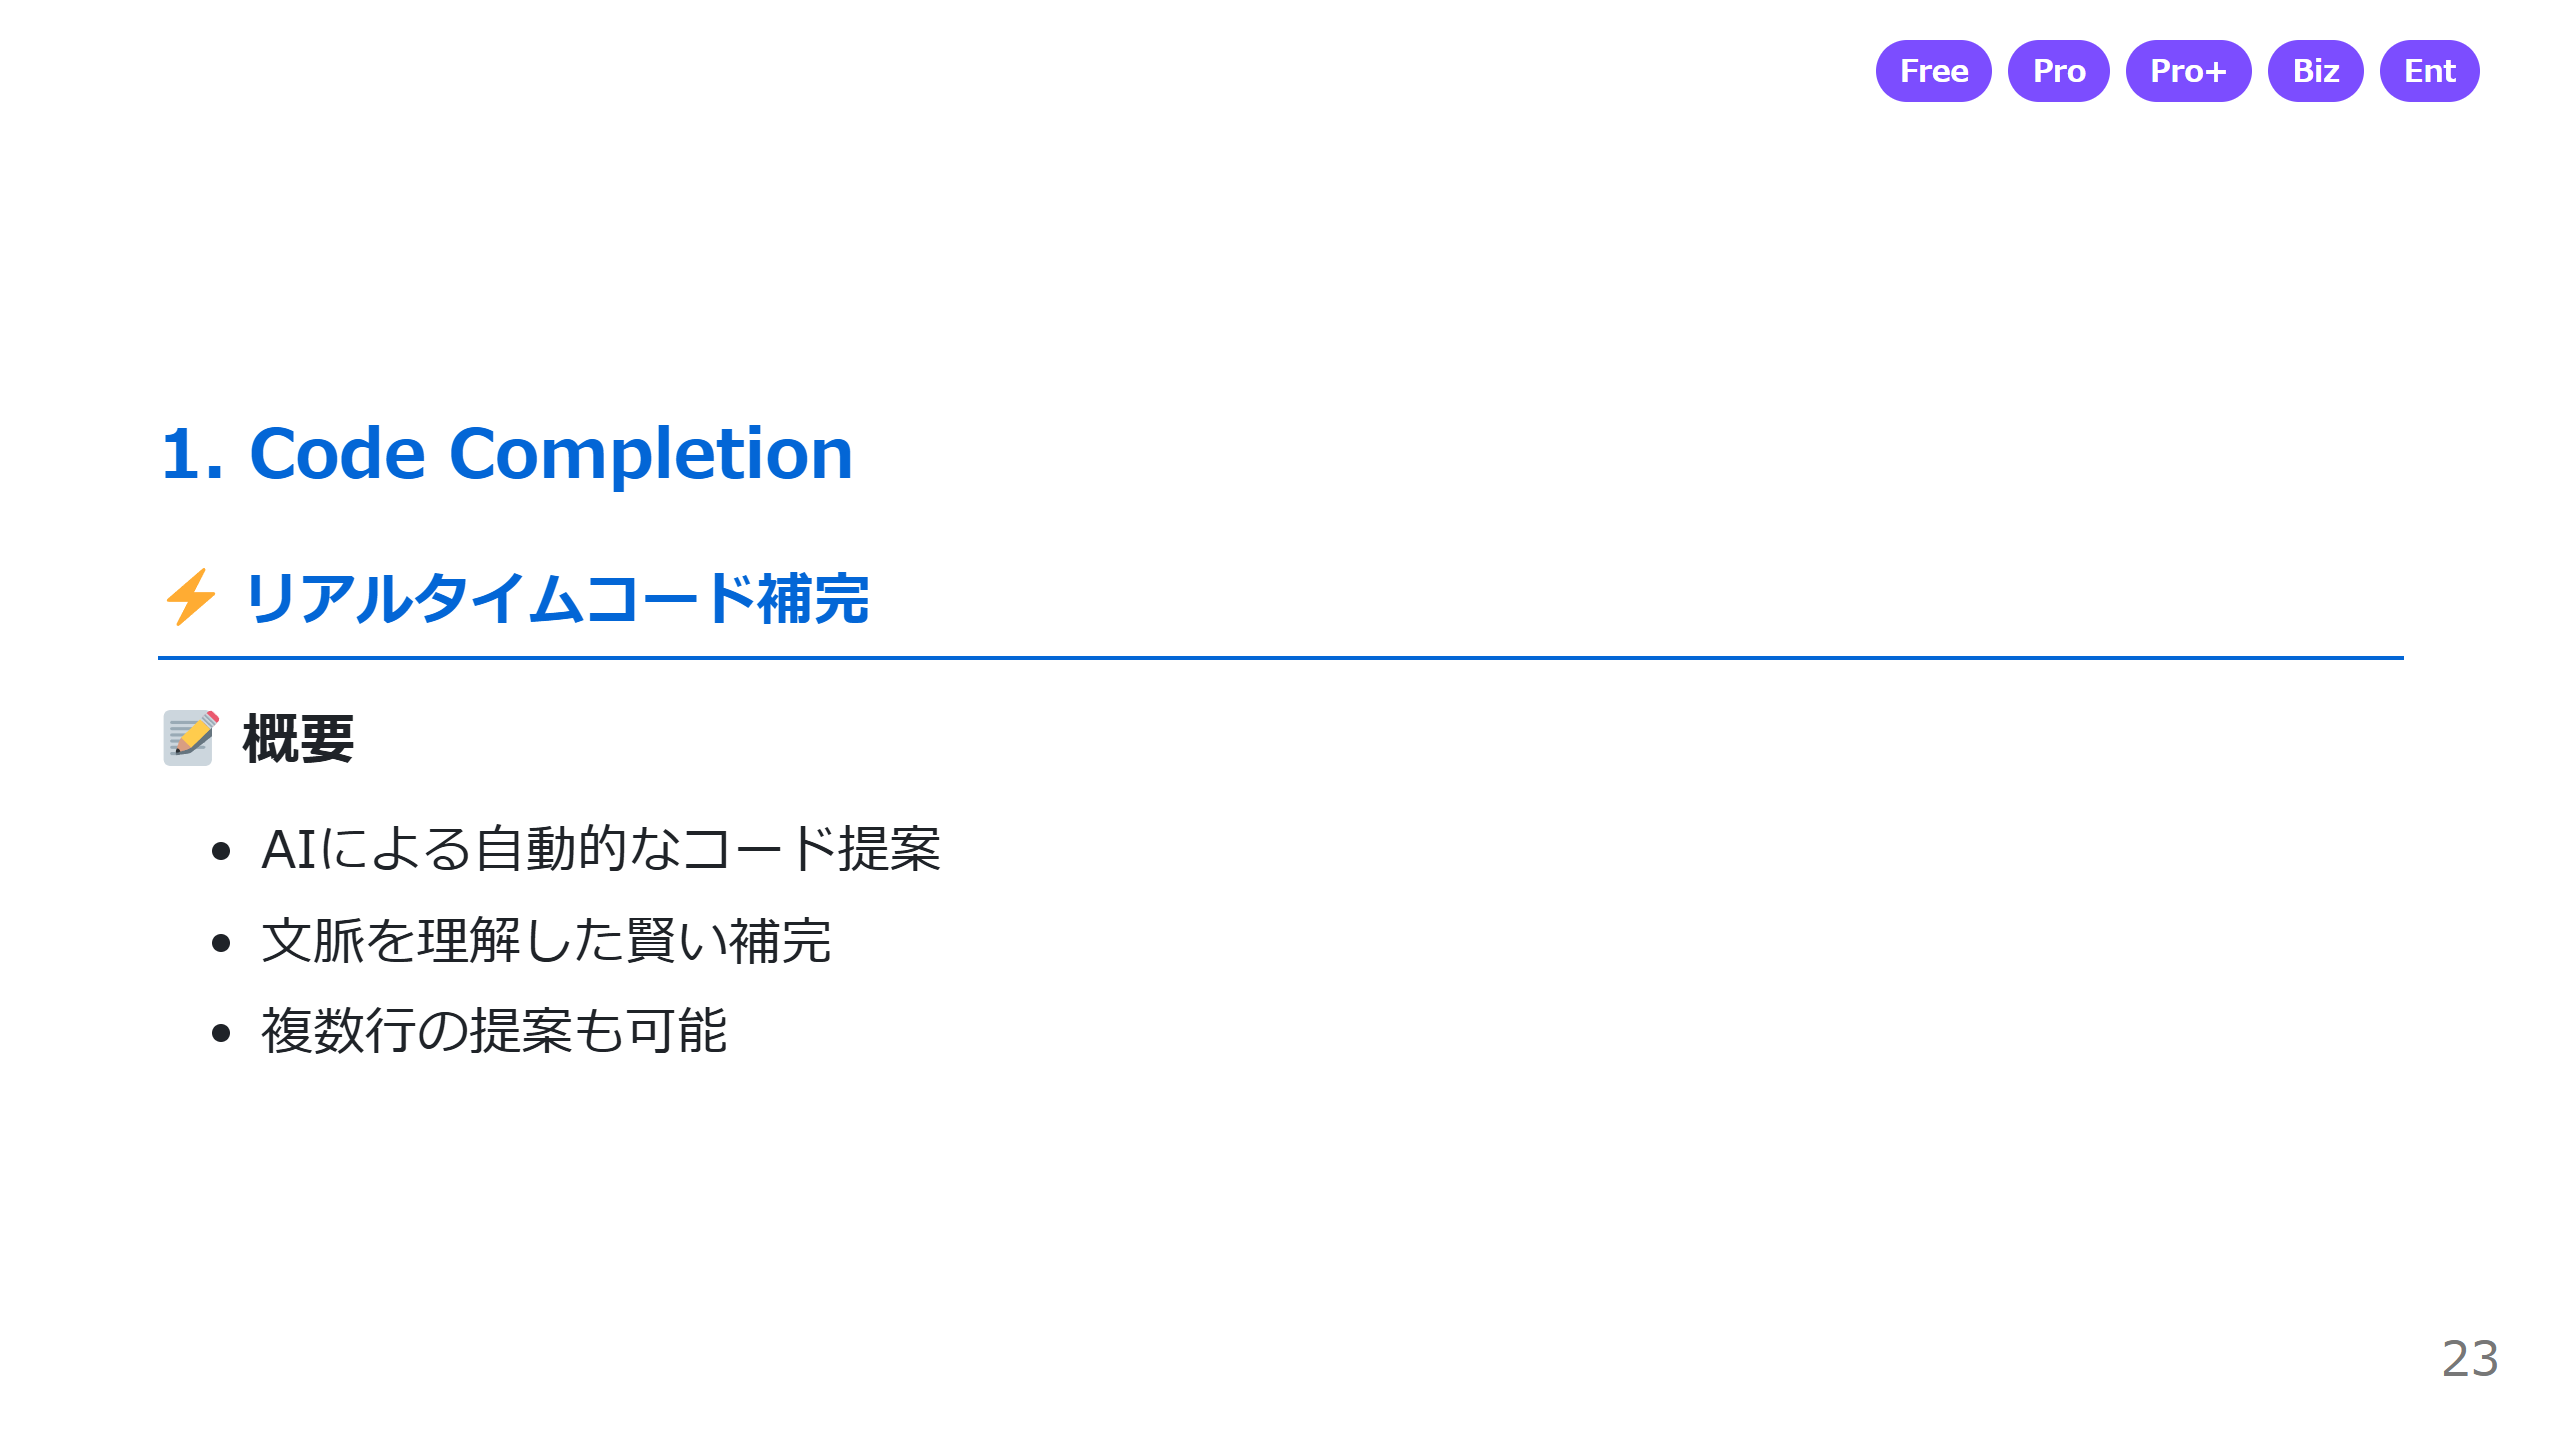 Free Pro Pro+ Biz Ent
1. Code Completion
⚡ リアルタイムコード補完
📝 概要
• AIによる自動的なコード提案
• 文脈を理解した賢い補完
• 複数行の提案も可能
23